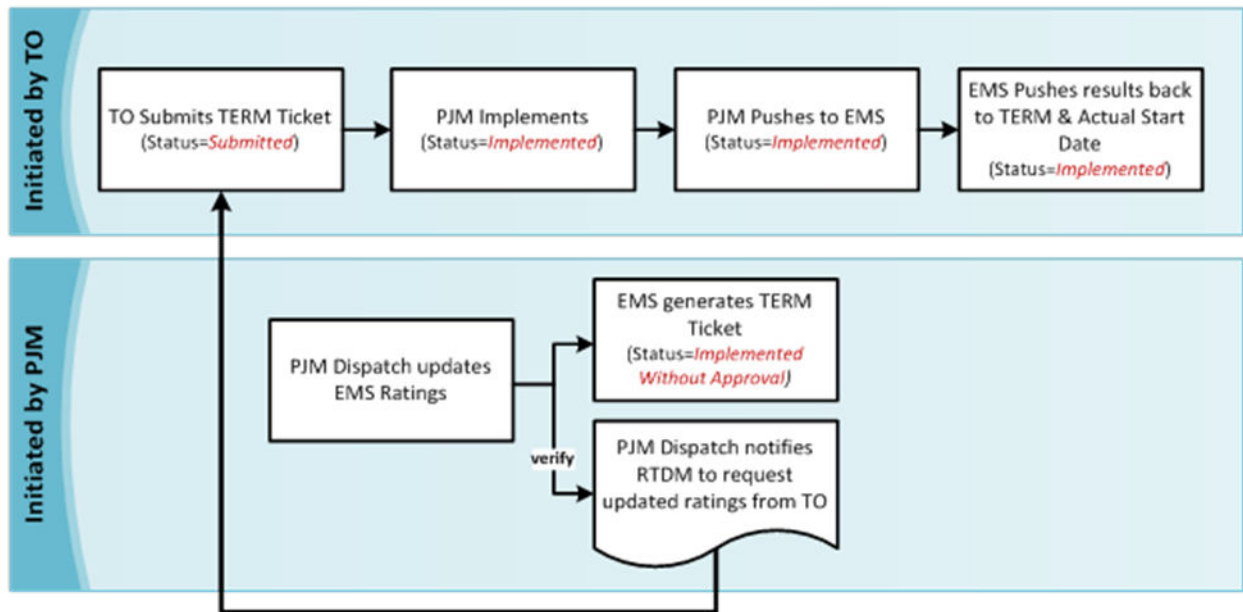 Initiated by TO
TO Submits TERM Ticket
(Status=Submitted)
PJM Implements
(Status=Implemented)
PJM Pushes to EMS
(Status=Implemented)
EMS Pushes results back
to TERM & Actual Start
Date
(Status=Implemented)
Initiated by PJM
PJM Dispatch updates
EMS Ratings
EMS generates TERM
Ticket
(Status=Implemented
Without Approval)
verify
PJM Dispatch notifies
RTDM to request
updated ratings from TO